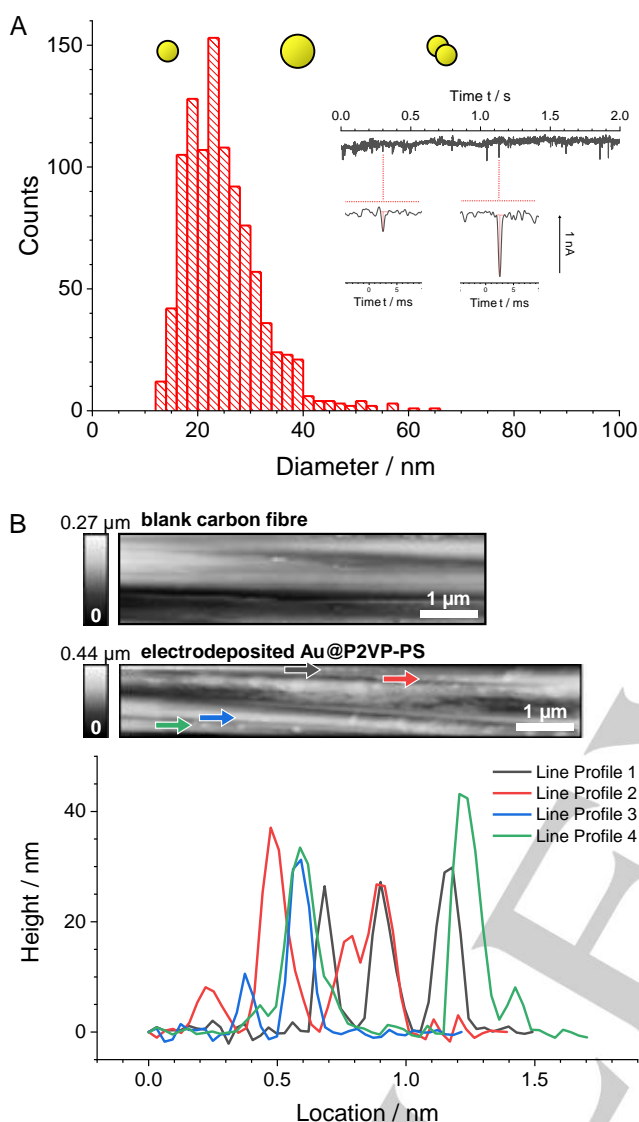 A
150
100
50
0
Counts
0 20 40 60 80 100
Diameter / nm
Time t / s
0.0 0.5 1.0 1.5 2.0
1 nA
0 5
0 5
Time t / ms
Time t / ms
B
0.27 µm blank carbon fibre
0
1 µm
0.44 µm electrodeposited Au@P2VP-PS
0
1 µm
Line Profile 1
Line Profile 2
Line Profile 3
Line Profile 4
40
20
0
Height / nm
0.0 0.5 1.0 1.5
Location / nm